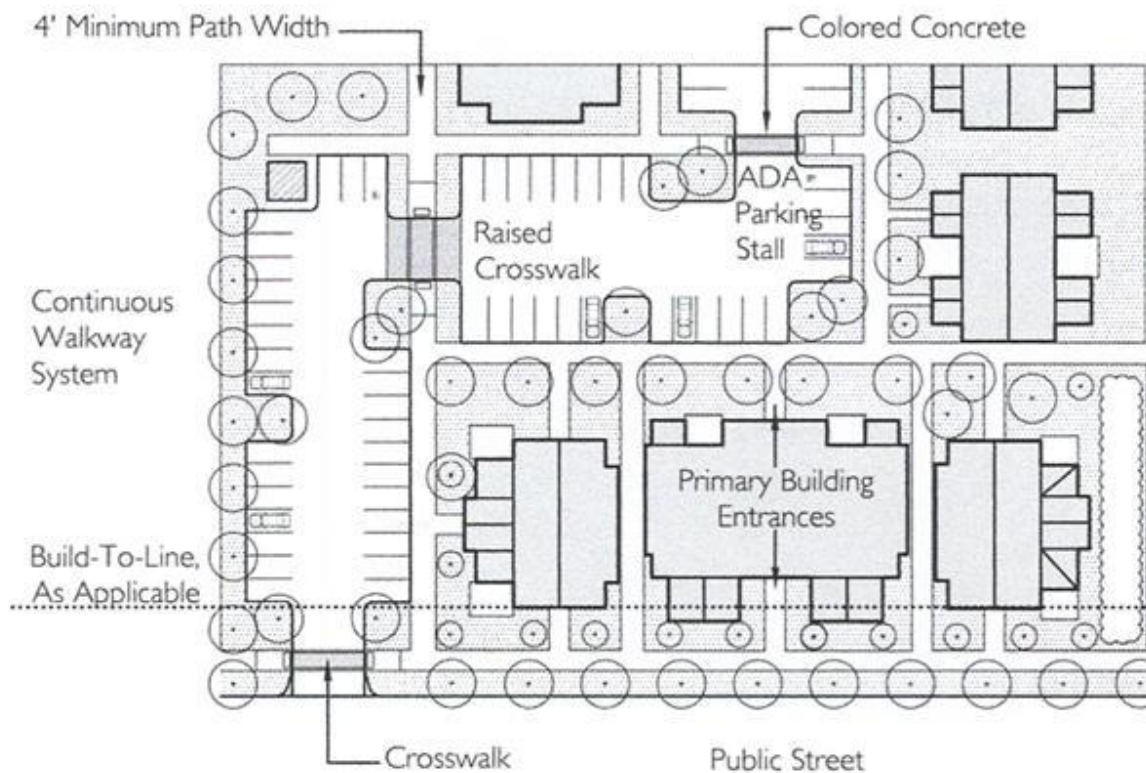 4' Minimum Path Width
Colored Concrete
ADA
Parking
Stall
Raised
Crosswalk
Continuous
Walkway
System
Primary Building
Entrances
Build-To-Line,
As Applicable
Crosswalk
Public Street